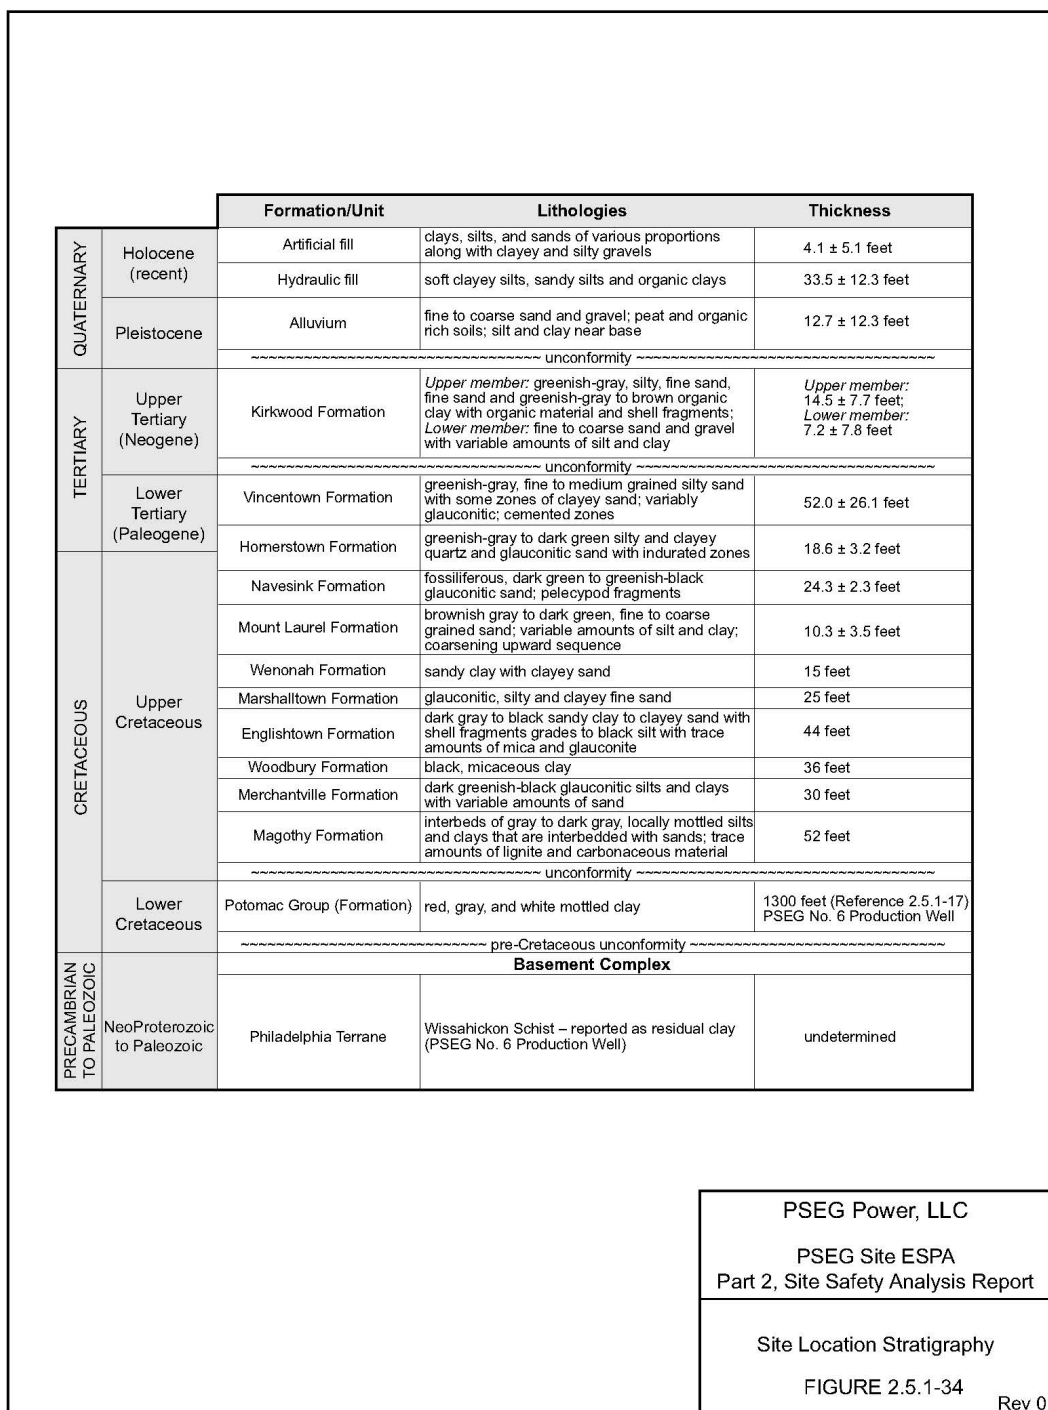 Formation/Unit Lithologies Thickness
QUATERNARY
Holocene
(recent)
Artificial fill
clays, silts, and sands of various proportions
along with clayey and silty gravels
4.1 ± 5.1 feet
Hydraulic fill
soft clayey silts, sandy silts and organic clays
33.5 ± 12.3 feet
Pleistocene
Alluvium
fine to coarse sand and gravel; peat and organic
rich soils; silt and clay near base
12.7 ± 12.3 feet
~~~~~~~~~~~~~~~~~~~~~~~~~~~~~~~~~ unconformity ~~~~~~~~~~~~~~~~~~~~~~~~~~~~~~~~~~
TERTIARY
Upper
Tertiary
(Neogene)
Kirkwood Formation
Upper member: greenish-gray, silty, fine sand,
fine sand and greenish-gray to brown organic
clay with organic material and shell fragments;
Lower member: fine to coarse sand and gravel
with variable amounts of silt and clay
Upper member:
14.5 ± 7.7 feet;
Lower member:
7.2 ± 7.8 feet
~~~~~~~~~~~~~~~~~~~~~~~~~~~~~~~~~ unconformity ~~~~~~~~~~~~~~~~~~~~~~~~~~~~~~~~~~
Lower
Tertiary
(Paleogene)
Vincentown Formation
greenish-gray, fine to medium grained silty sand
with some zones of clayey sand; variably
glauconitic; cemented zones
52.0 ± 26.1 feet
Hornerstown Formation
greenish-gray to dark green silty and clayey
quartz and glauconitic sand with indurated zones
18.6 ± 3.2 feet
CRETACEOUS
Upper
Cretaceous
Navesink Formation
fossiliferous, dark green to greenish-black
glauconitic sand; pelecypod fragments
24.3 ± 2.3 feet
Mount Laurel Formation
brownish gray to dark green, fine to coarse
grained sand; variable amounts of silt and clay;
coarsening upward sequence
10.3 ± 3.5 feet
Wenonah Formation
sandy clay with clayey sand
15 feet
Marshalltown Formation
glauconitic, silty and clayey fine sand
25 feet
Englishtown Formation
dark gray to black sandy clay to clayey sand with
shell fragments grades to black silt with trace
amounts of mica and glauconite
44 feet
Woodbury Formation
black, micaceous clay
36 feet
Merchantville Formation
dark greenish-black glauconitic silts and clays
with variable amounts of sand
30 feet
Magothy Formation
interbeds of gray to dark gray, locally mottled silts
and clays that are interbedded with sands; trace
amounts of lignite and carbonaceous material
52 feet
~~~~~~~~~~~~~~~~~~~~~~~~~~~~~~~~~ unconformity ~~~~~~~~~~~~~~~~~~~~~~~~~~~~~~~~~~
Lower
Cretaceous
Potomac Group (Formation)
red, gray, and white mottled clay
1300 feet (Reference 2.5.1-17)
PSEG No. 6 Production Well
~~~~~~~~~~~~~~~~~~~~~~~~~~~~ pre-Cretaceous unconformity ~~~~~~~~~~~~~~~~~~~~~~~~~~~~~
Basement Complex
PRECAMBRIAN
TO PALEOZOIC
NeoProterozoic
to Paleozoic
Philadelphia Terrane
Wissahickon Schist – reported as residual clay
(PSEG No. 6 Production Well)
undetermined
PSEG Power, LLC
PSEG Site ESPA
Part 2, Site Safety Analysis Report
Site Location Stratigraphy
FIGURE 2.5.1-34
Rev 0